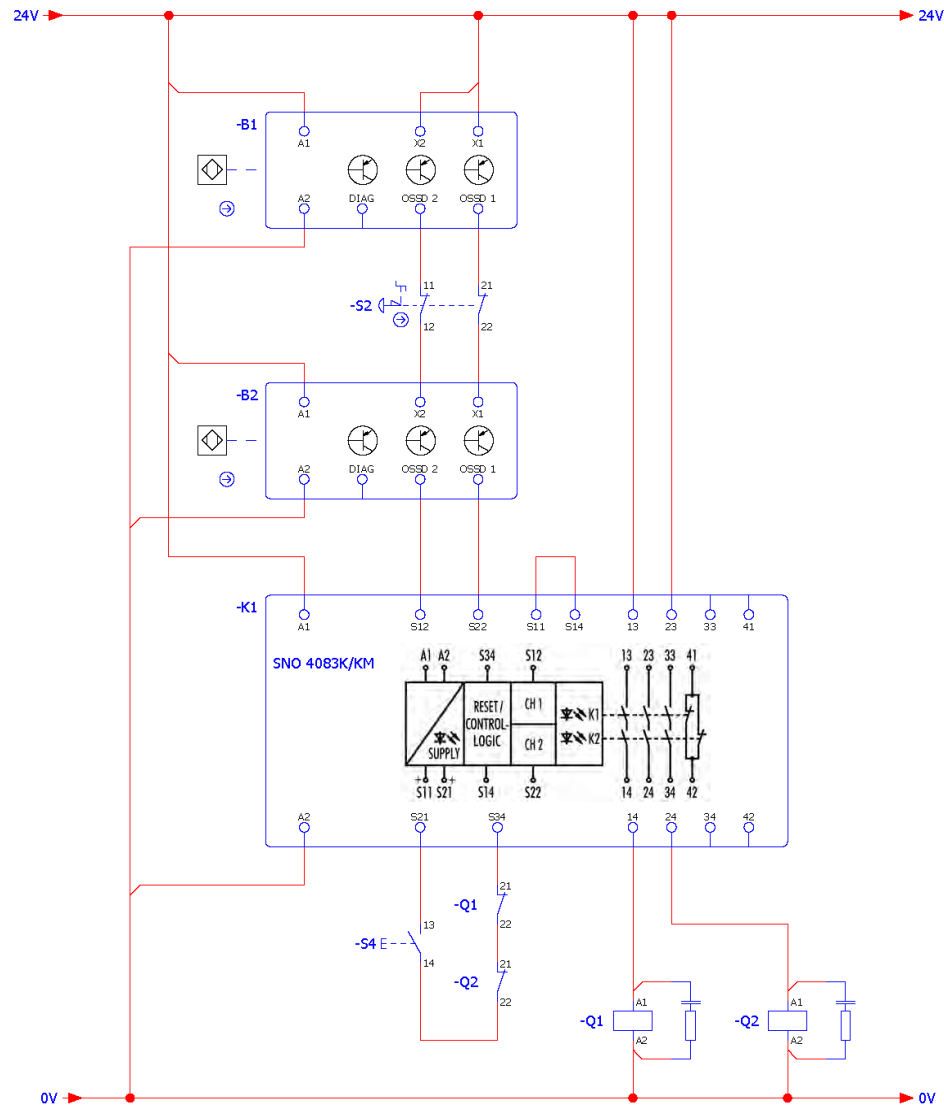 24V 24V
-B1
A1 X2 X1
A2 DIAG OSSD 2 OSSD 1
11 21
-S2
12 22
-B2
A1 X2 X1
A2 DIAG OSSD 2 OSSD 1
-K1
A1 S12 S22 S11 S14 13 23 33 41
SNO 4083K/KM
A1 A2 S34 S12 13 23 33 41
RESET/ CH 1 K1
CONTROL-
LOGIC
SUPPLY CH 2 K2
+ +
S11 S21 S14 S22 14 24 34 42
A2 S21 S34 14 24 34 42
21
-Q1
13 22
-S4 E
14 21
-Q2
22
A1 A1
-Q1 -Q2
A2 A2
0V 0V